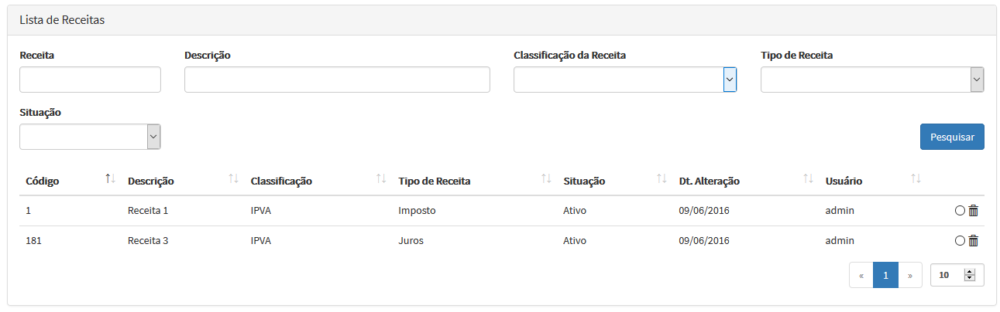 Lista de Receitas
Receita Descrição Classificação da Receita Tipo de Receita
Situação
Pesquisar
Código Descrição Classificação Tipo de Receita Situação Dt. Alteração Usuário
1 Receita 1 IPVA Imposto Ativo 09/06/2016 admin
181 Receita 3 IPVA Juros Ativo 09/06/2016 admin
« 1 » 10